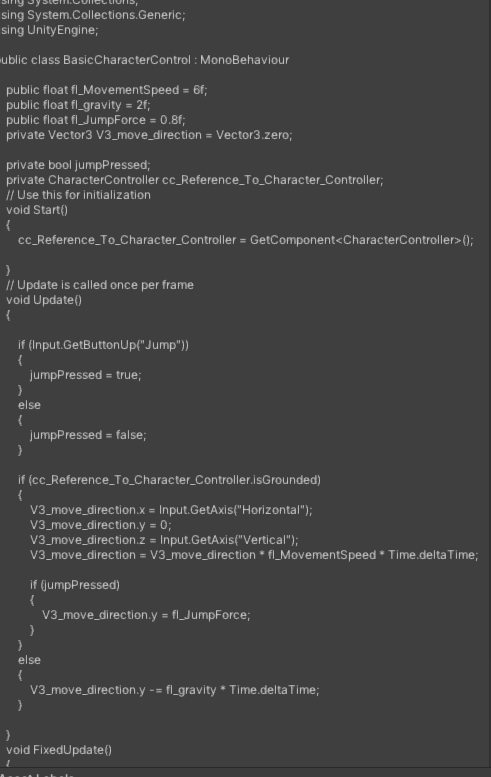 sing System.Collections;
sing System.Collections.Generic;
sing UnityEngine;
ublic class BasicCharacterControl : MonoBehaviour
public float fl_MovementSpeed = 6f;
public float fl_gravity = 2f;
public float fl_JumpForce = 0.8f;
private Vector3 V3_move_direction = Vector3.zero;
private bool jumpPressed;
private CharacterController cc_Reference_To_Character_Controller;
// Use this for initialization
void Start()
{
cc_Reference_To_Character_Controller = GetComponent<CharacterController>();
}
// Update is called once per frame
void Update()
{
if (Input.GetButtonUp("Jump"))
{
jumpPressed = true;
}
else
{
jumpPressed = false;
}
if (cc_Reference_To_Character_Controller.isGrounded)
{
V3_move_direction.x = Input.GetAxis("Horizontal");
V3_move_direction.y = 0;
V3_move_direction.z = Input.GetAxis("Vertical");
V3_move_direction = V3_move_direction * fl_MovementSpeed * Time.deltaTime;
if (jumpPressed)
{
V3_move_direction.y = fl_JumpForce;
}
}
else
{
V3_move_direction.y -= fl_gravity * Time.deltaTime;
}
}
void FixedUpdate()
{